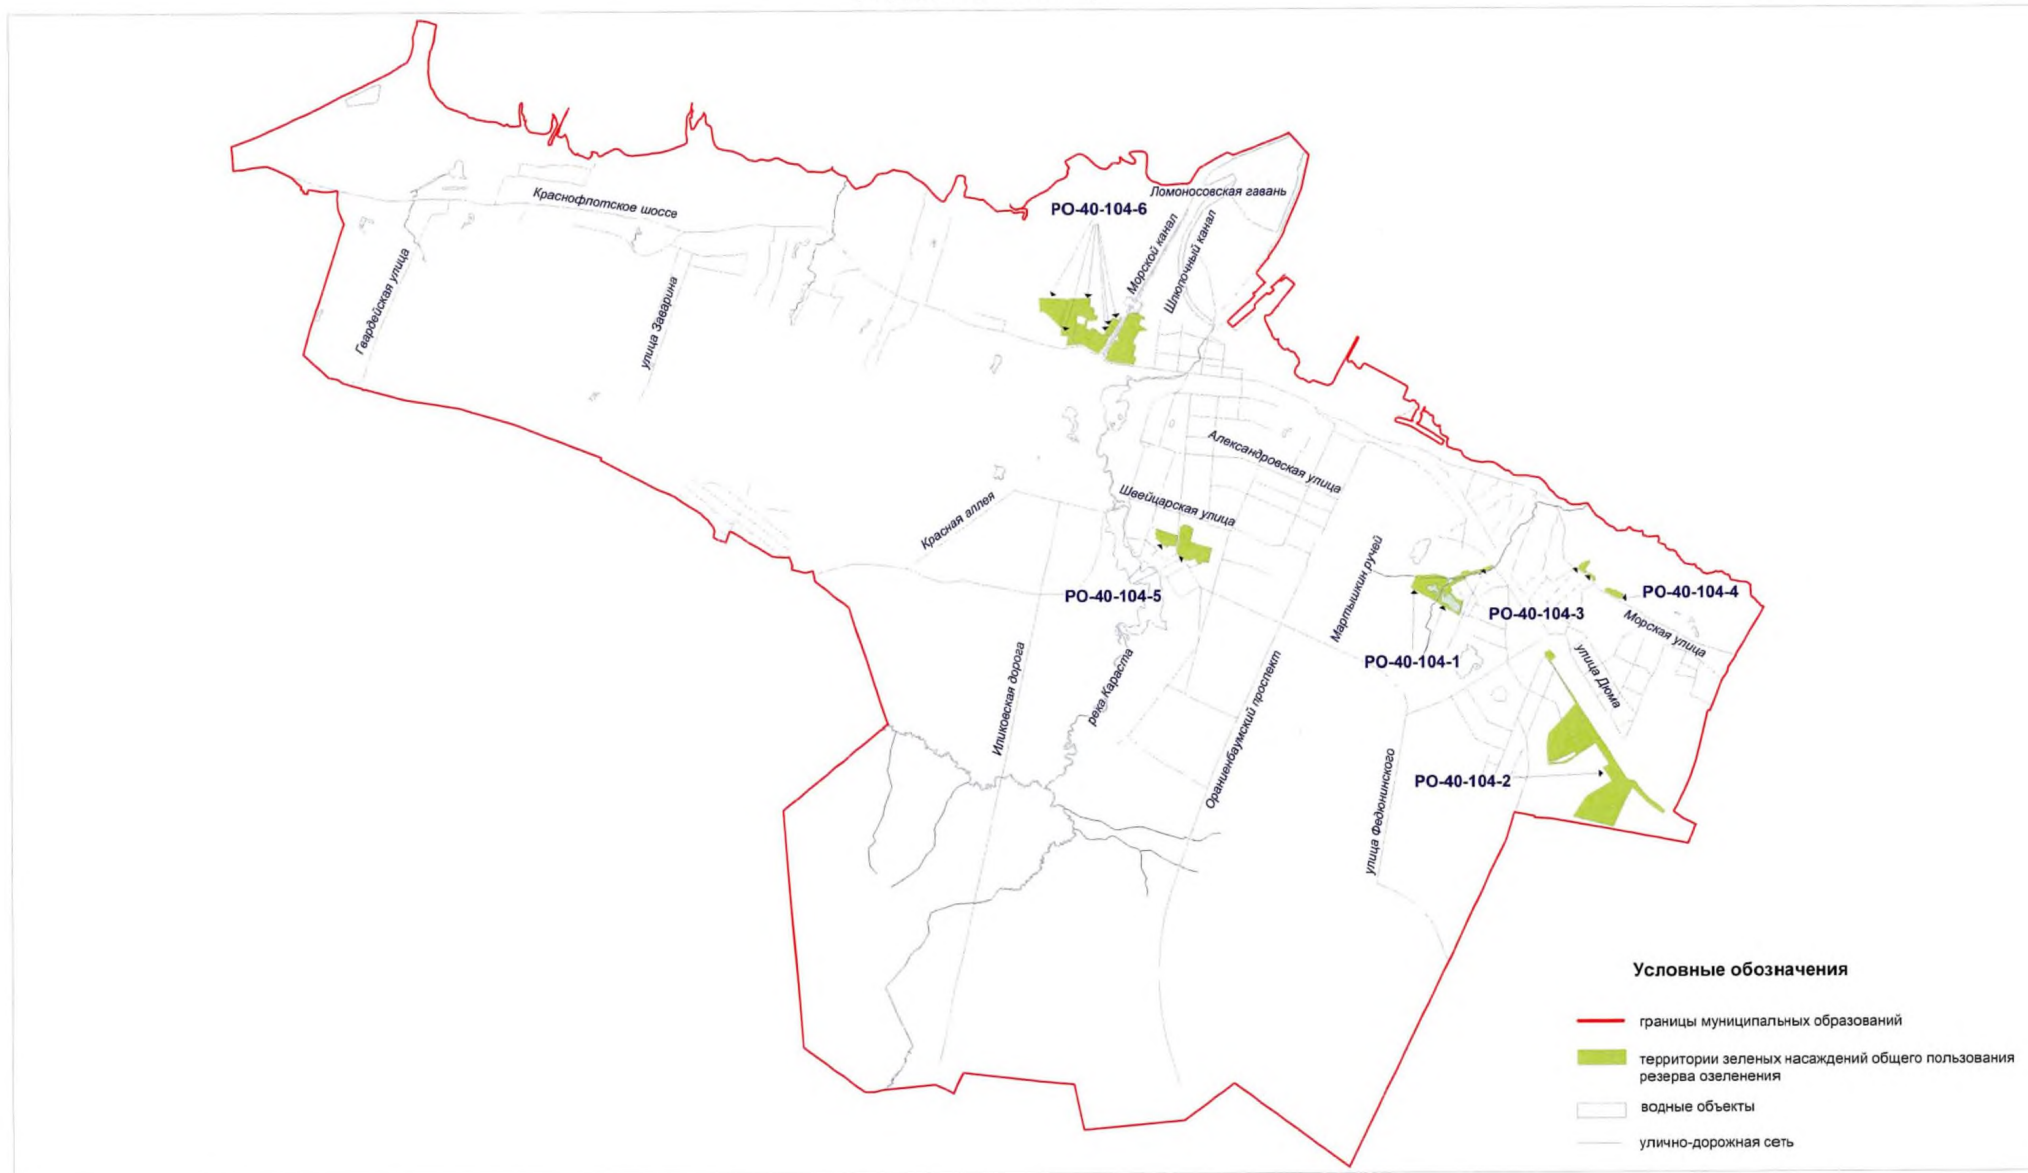 Ломоносовская гавань
Краснофлотское шоссе
РО-40-104-6
Морской канал
Шлюпочный канал
Гвардейская улица
улица Заварина
Александровская улица
Швейцарская улица
Красная аллея
Мартышкин ручей
РО-40-104-5
РО-40-104-4
РО-40-104-3
Морская улица
РО-40-104-1
улица Дюма
Иликовская дорога
река Караста
Ораниенбаумский проспект
улица Федюнинского
РО-40-104-2
Условные обозначения
границы муниципальных образований
территории зеленых насаждений общего пользования
резерва озеленения
водные объекты
улично-дорожная сеть